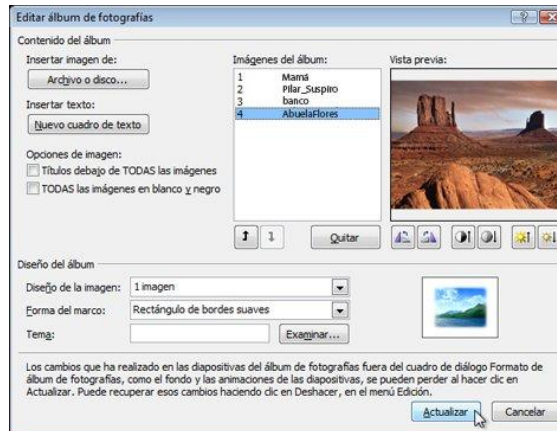 Editar álbum de fotografías
Contenido del álbum
Insertar imagen de:
Archivo o disco...
Insertar texto:
Nuevo cuadro de texto
Opciones de imagen:
Títulos debajo de TODAS las imágenes
TODAS las imágenes en blanco y negro
Imágenes del álbum:
1 Mamá
2 Pilar_Suspiro
3 banco
4 AbuelaFlores
Quitar
Vista previa:
Diseño del álbum
Diseño de la imagen: 1 imagen
Forma del marco: Rectángulo de bordes suaves
Tema: Examinar...
Los cambios que ha realizado en las diapositivas del álbum de fotografías fuera del cuadro de diálogo Formato de
álbum de fotografías, como el fondo y las animaciones de las diapositivas, se pueden perder al hacer clic en
Actualizar. Puede recuperar esos cambios haciendo clic en Deshacer, en el menú Edición.
Actualizar Cancelar